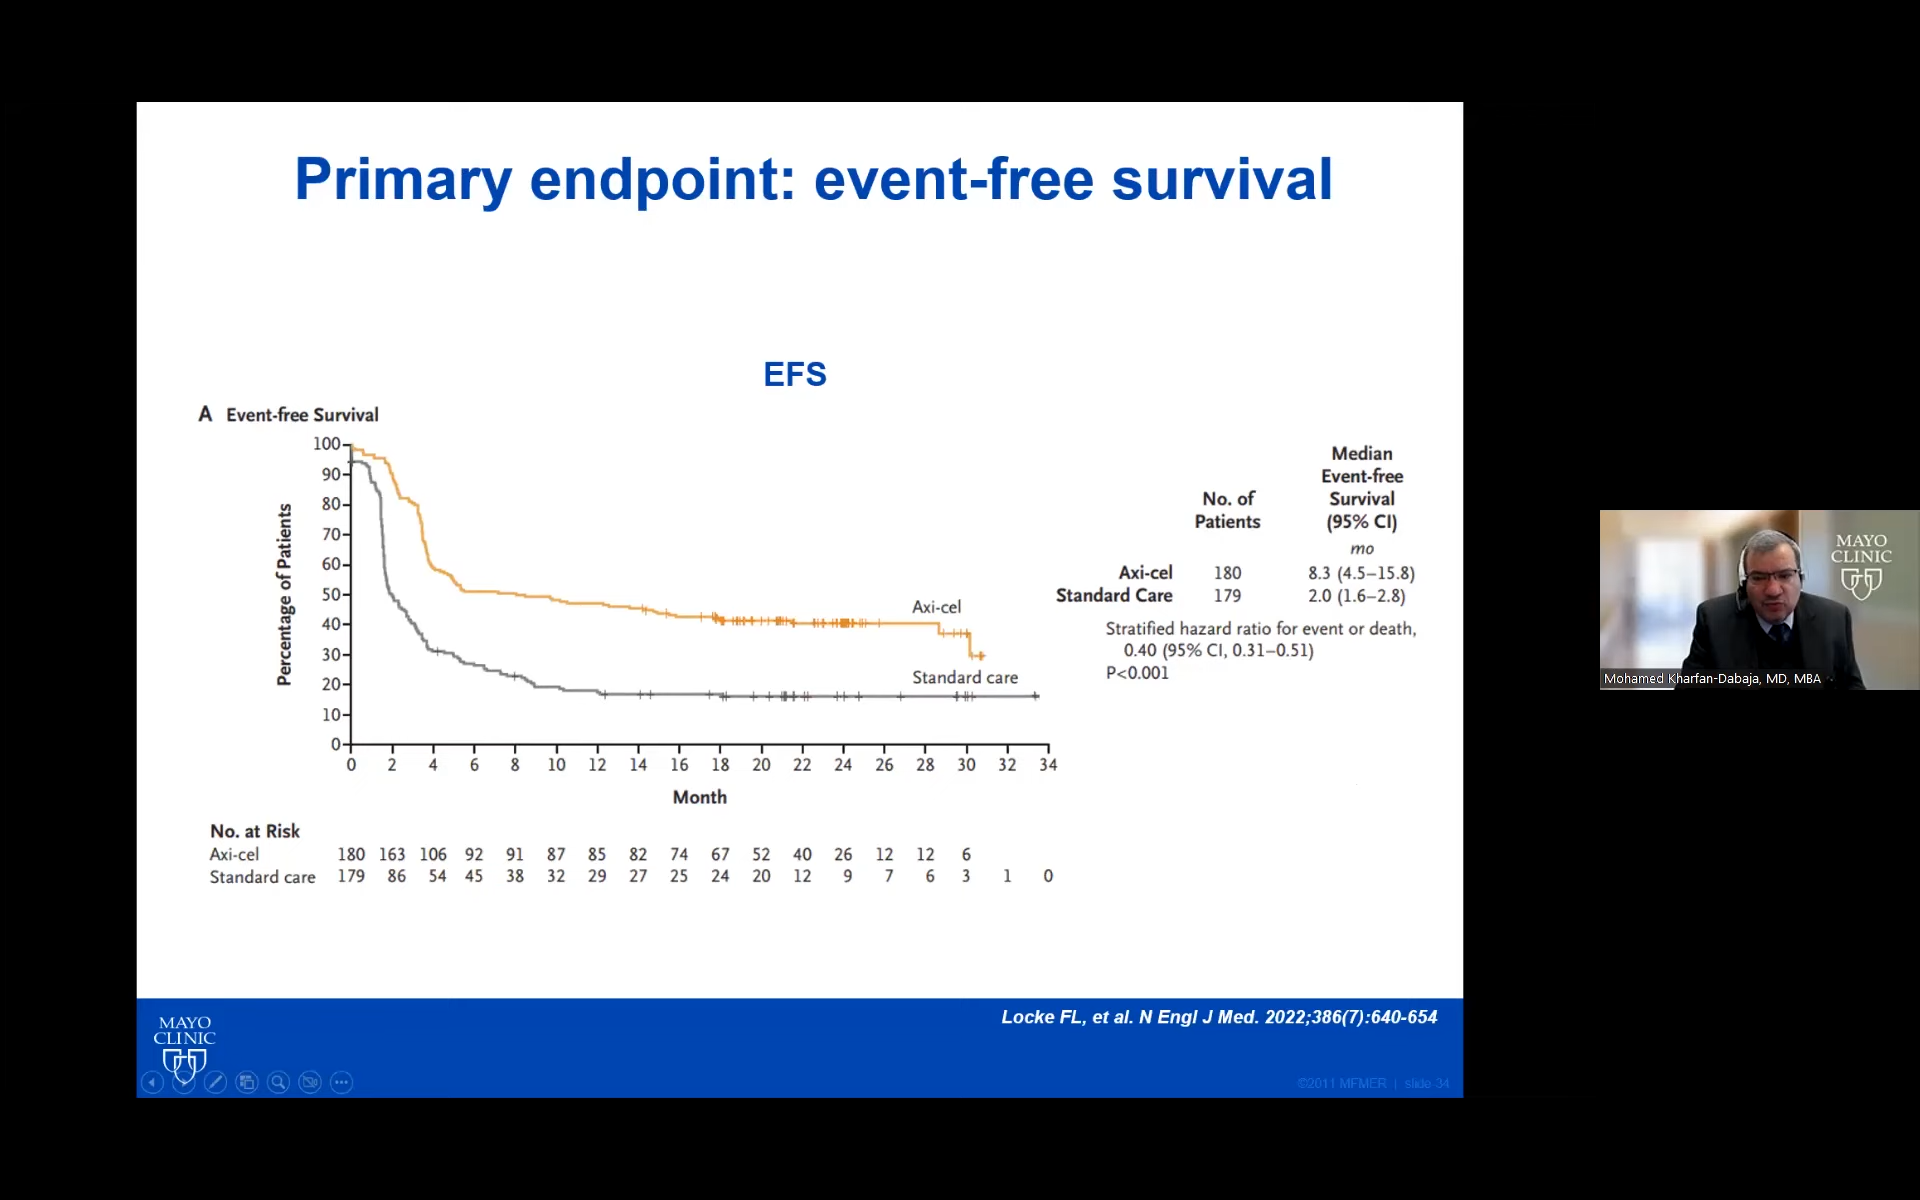 Primary endpoint: event-free survival
EFS
A Event-free Survival
Percentage of Patients
100
90
80
70
60
50
40
30
20
10
0
0 2 4 6 8 10 12 14 16 18 20 22 24 26 28 30 32 34
Month
Axi-cel
Standard care
Median
Event-free
No. of Survival
Patients (95% CI)
mo
Axi-cel 180 8.3 (4.5–15.8)
Standard Care 179 2.0 (1.6–2.8)
Stratified hazard ratio for event or death,
0.40 (95% CI, 0.31–0.51)
P<0.001
No. at Risk
Axi-cel 180 163 106 92 91 87 85 82 74 67 52 40 26 12 12 6
Standard care 179 86 54 45 38 32 29 27 25 24 20 12 9 7 6 3 1 0
Locke FL, et al. N Engl J Med. 2022;386(7):640-654
MAYO
CLINIC
©2011 MFMER | slide-34
MAYO
CLINIC
Mohamed Kharfan-Dabaja, MD, MBA